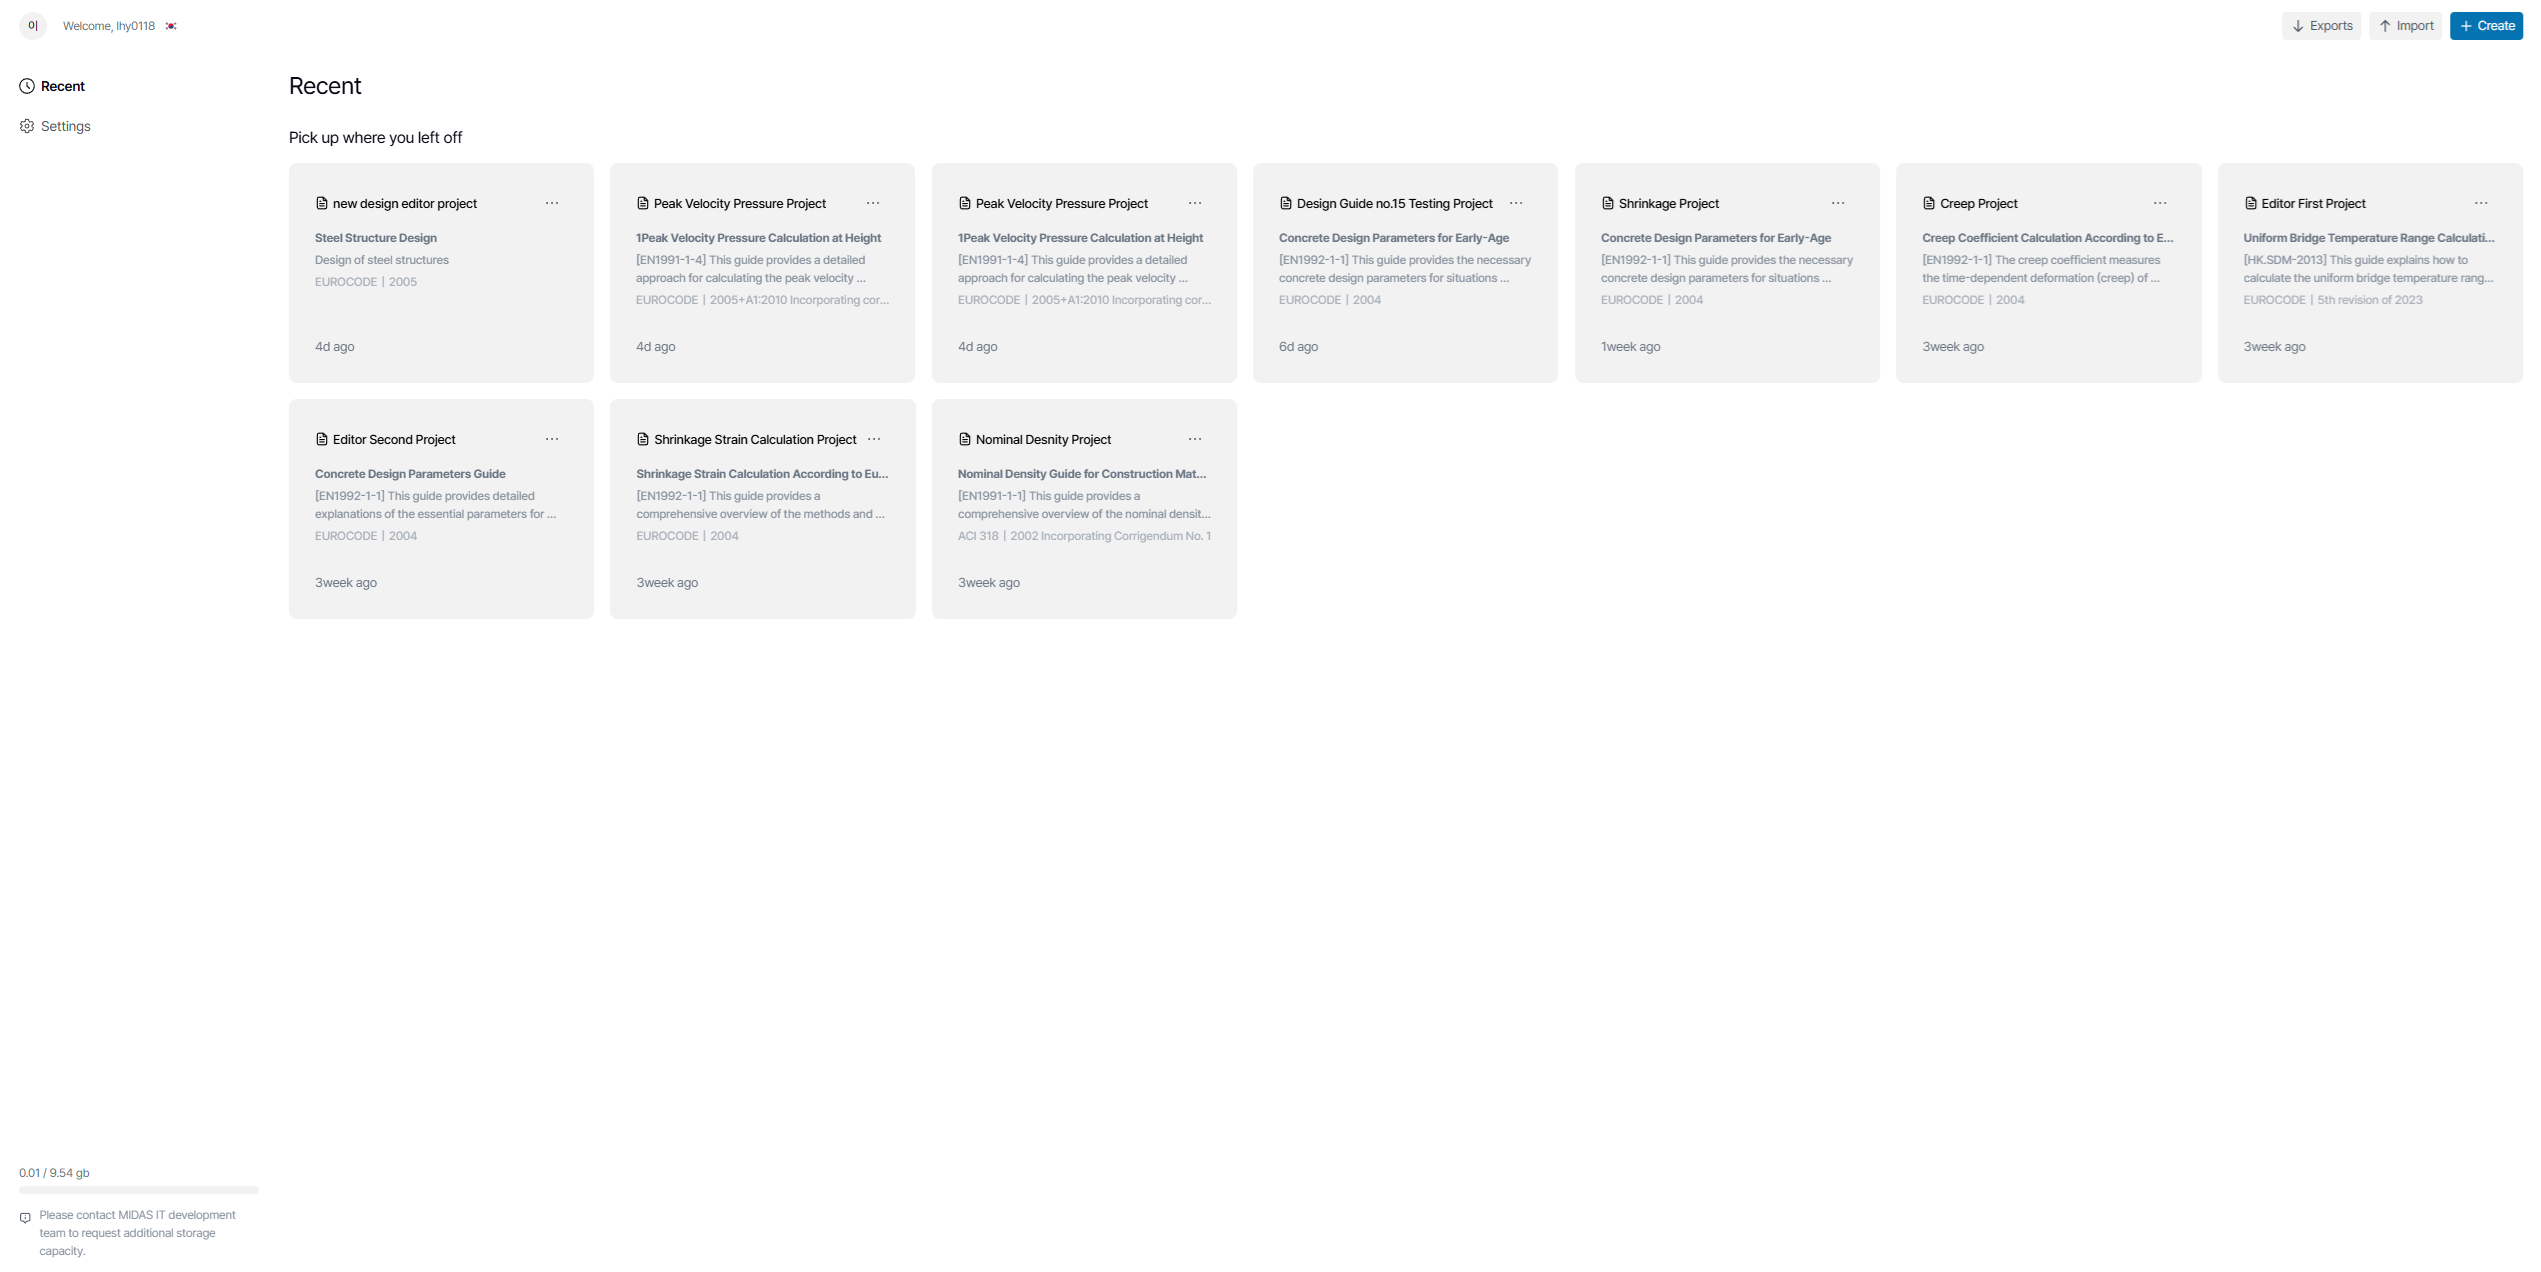 이
Welcome, lhy0118
Exports
Import
Create
Recent
Settings
Recent
Pick up where you left off
new design editor project
Steel Structure Design
Design of steel structures
EUROCODE | 2005
4d ago
Peak Velocity Pressure Project
1Peak Velocity Pressure Calculation at Height
[EN1991-1-4] This guide provides a detailed
approach for calculating the peak velocity ...
EUROCODE | 2005+A1:2010 Incorporating cor...
4d ago
Peak Velocity Pressure Project
1Peak Velocity Pressure Calculation at Height
[EN1991-1-4] This guide provides a detailed
approach for calculating the peak velocity ...
EUROCODE | 2005+A1:2010 Incorporating cor...
4d ago
Design Guide no.15 Testing Project
Concrete Design Parameters for Early-Age
[EN1992-1-1] This guide provides the necessary
concrete design parameters for situations ...
EUROCODE | 2004
6d ago
Shrinkage Project
Concrete Design Parameters for Early-Age
[EN1992-1-1] This guide provides the necessary
concrete design parameters for situations ...
EUROCODE | 2004
1week ago
Creep Project
Creep Coefficient Calculation According to E...
[EN1992-1-1] The creep coefficient measures
the time-dependent deformation (creep) of ...
EUROCODE | 2004
3week ago
Editor First Project
Uniform Bridge Temperature Range Calculati...
[HK.SDM-2013] This guide explains how to
calculate the uniform bridge temperature rang...
EUROCODE | 5th revision of 2023
3week ago
Editor Second Project
Concrete Design Parameters Guide
[EN1992-1-1] This guide provides detailed
explanations of the essential parameters for ...
EUROCODE | 2004
3week ago
Shrinkage Strain Calculation Project
Shrinkage Strain Calculation According to Eu...
[EN1992-1-1] This guide provides a
comprehensive overview of the methods and ...
EUROCODE | 2004
3week ago
Nominal Desnity Project
Nominal Density Guide for Construction Mat...
[EN1991-1-1] This guide provides a
comprehensive overview of the nominal densit...
ACI 318 | 2002 Incorporating Corrigendum No. 1
3week ago
0.01 / 9.54 gb
Please contact MIDAS IT development
team to request additional storage
capacity.